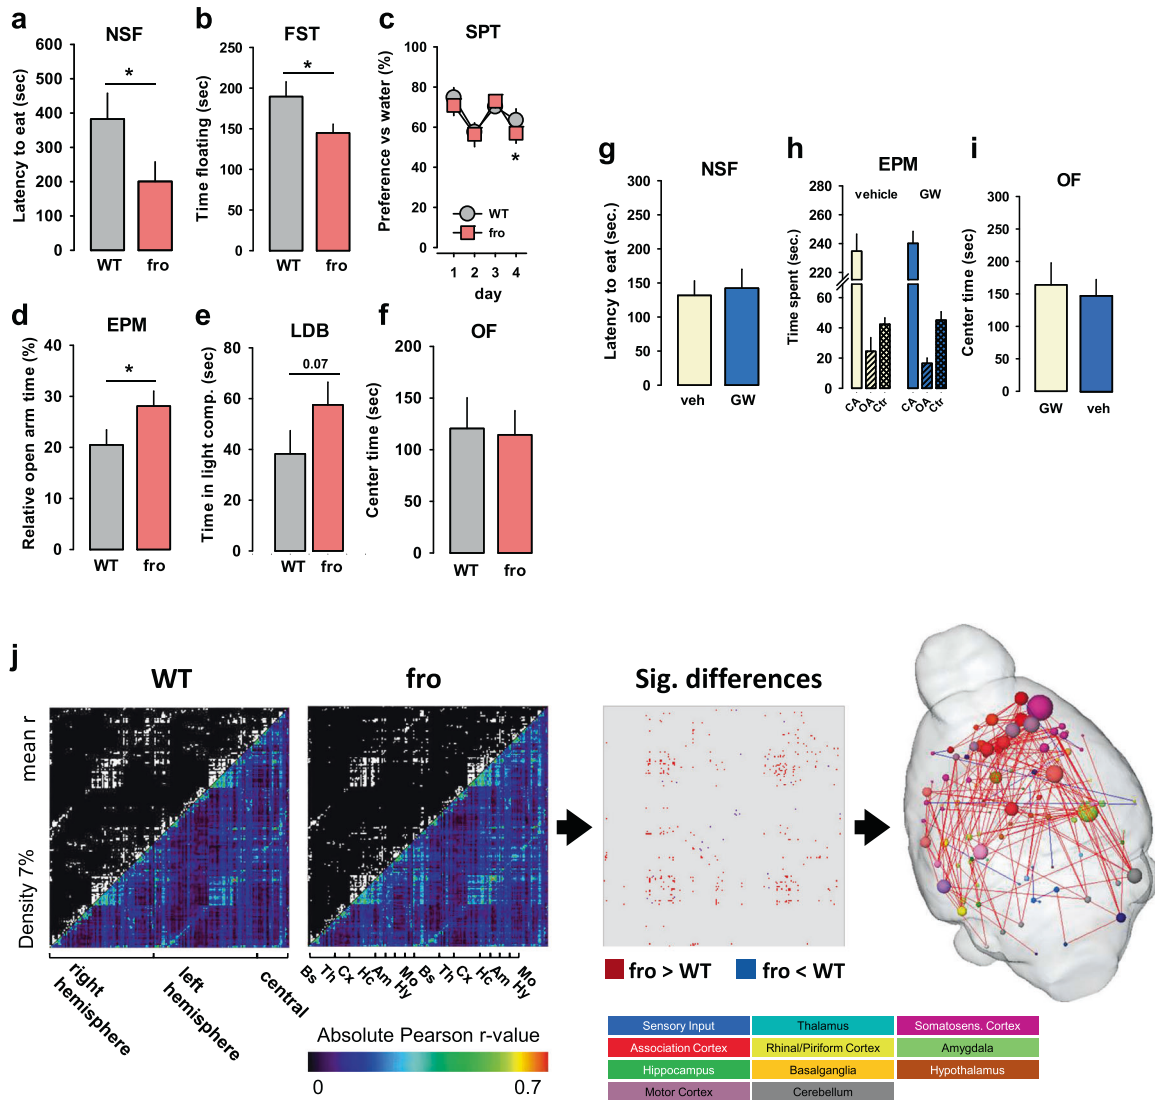 a
NSF
Latency to eat (sec)
600
500
400
300
200
100
0
*
WT
fro
b
FST
Time floating (sec)
250
200
150
100
50
0
*
WT
fro
c
SPT
Preference vs water (%)
100
80
60
40
20
0
*
WT
fro
1 2 3 4
day
d
EPM
Relative open arm time (%)
40
30
20
10
0
*
WT
fro
e
LDB
Time in light comp. (sec)
80
60
40
20
0
0.07
WT
fro
f
OF
Center time (sec)
200
150
100
50
0
WT
fro
g
NSF
Latency to eat (sec.)
300
250
200
150
100
50
0
veh
GW
h
EPM
vehicle
GW
Time spent (sec.)
280
260
240
220
60
40
20
0
CA
OA
Ctr
CA
OA
Ctr
i
OF
Center time (sec)
300
250
200
150
100
50
0
GW
veh
j
WT
fro
Sig. differences
mean r
Density 7%
right hemisphere
left hemisphere
central
Bs
Th
Cx
Hc
Am
Hy
Mo
Bs
Th
Cx
Hc
Am
Hy
Mo
fro > WT
fro < WT
Absolute Pearson r-value
0
0.7
Sensory Input
Thalamus
Somatosens. Cortex
Association Cortex
Rhinal/Piriform Cortex
Amygdala
Hippocampus
Basalganglia
Hypothalamus
Motor Cortex
Cerebellum